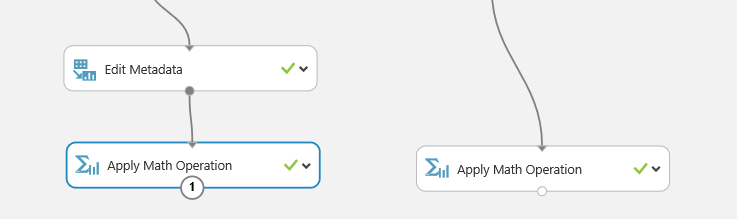 Edit Metadata
Apply Math Operation
1
Apply Math Operation